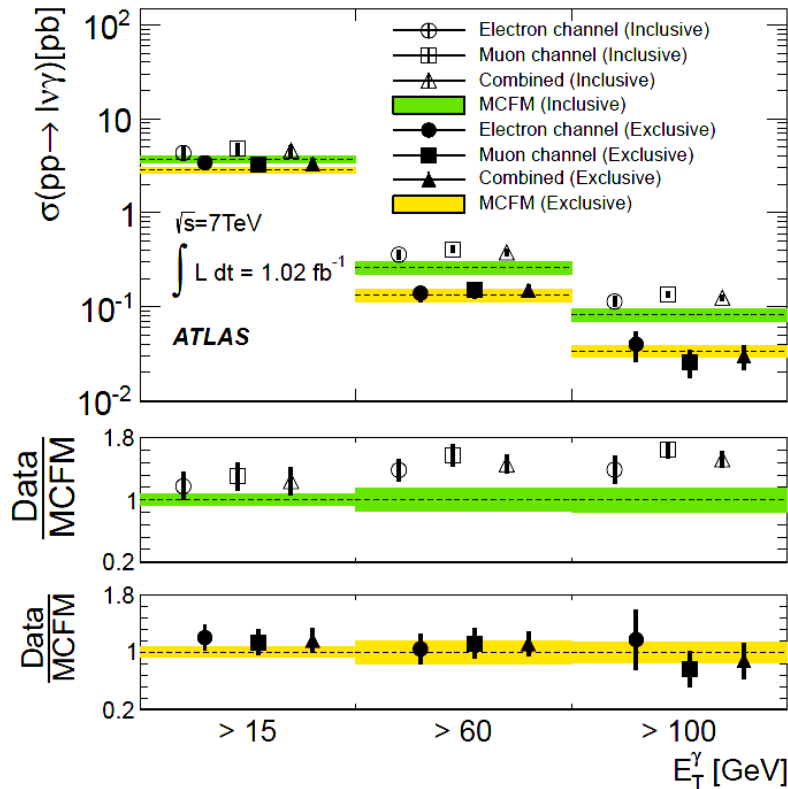 σ(pp→ lνγ)[pb]
10²
10
1
10⁻¹
10⁻²
Electron channel (Inclusive)
Muon channel (Inclusive)
Combined (Inclusive)
MCFM (Inclusive)
Electron channel (Exclusive)
Muon channel (Exclusive)
Combined (Exclusive)
MCFM (Exclusive)
√s=7TeV
∫ L dt = 1.02 fb⁻¹
ATLAS
Data
MCFM
1.8
1
0.2
Data
MCFM
1.8
1
0.2
> 15 > 60 > 100
E_T^γ [GeV]